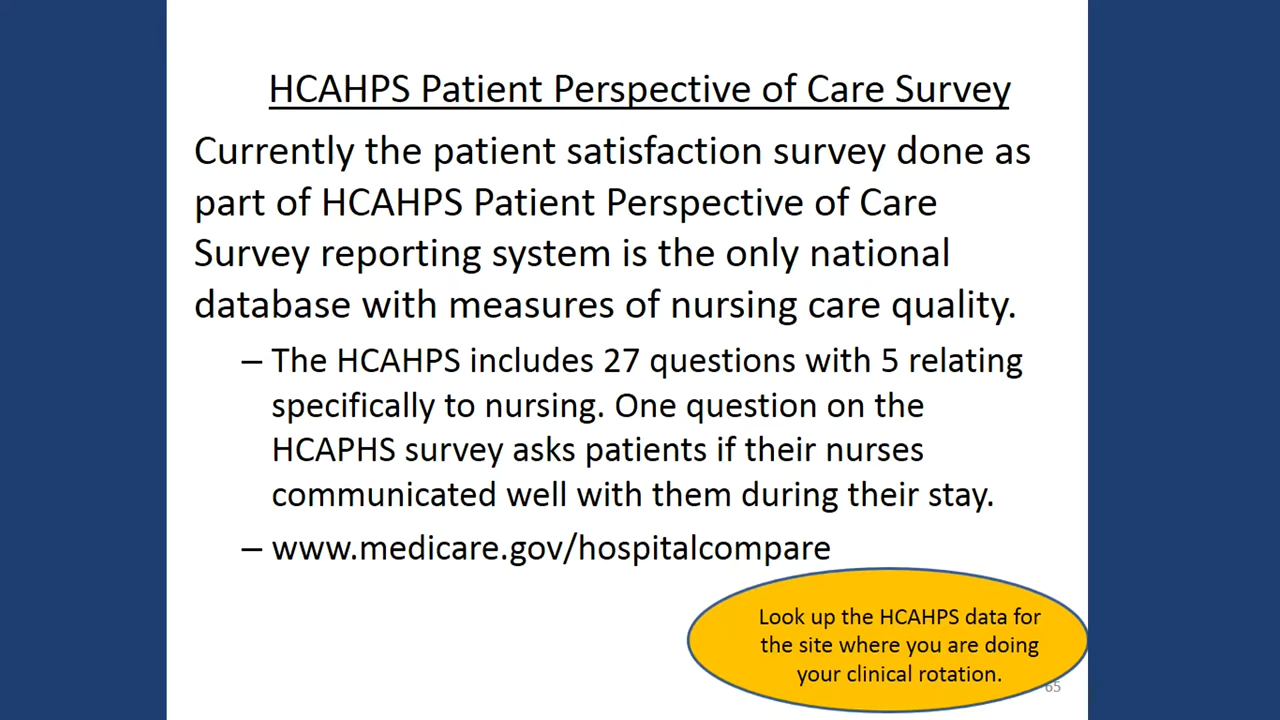 HCAHPS Patient Perspective of Care Survey
Currently the patient satisfaction survey done as
part of HCAHPS Patient Perspective of Care
Survey reporting system is the only national
database with measures of nursing care quality.
– The HCAHPS includes 27 questions with 5 relating
specifically to nursing. One question on the
HCAPHS survey asks patients if their nurses
communicated well with them during their stay.
– www.medicare.gov/hospitalcompare
Look up the HCAHPS data for
the site where you are doing
your clinical rotation.
65